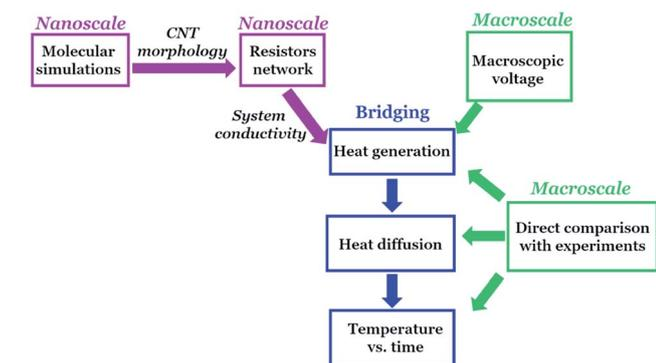 Nanoscale
Molecular
simulations
CNT
morphology
Nanoscale
Resistors
network
System
conductivity
Macroscale
Macroscopic
voltage
Bridging
Heat generation
Macroscale
Direct comparison
with experiments
Heat diffusion
Temperature
vs. time